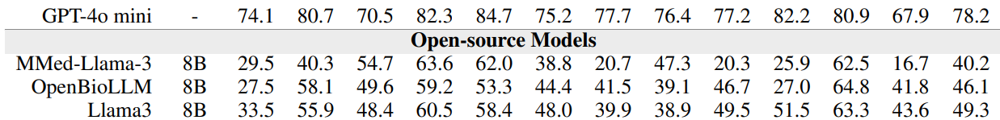 GPT-4o mini - 74.1 80.7 70.5 82.3 84.7 75.2 77.7 76.4 77.2 82.2 80.9 67.9 78.2
Open-source Models
MMed-Llama-3 8B 29.5 40.3 54.7 63.6 62.0 38.8 20.7 47.3 20.3 25.9 62.5 16.7 40.2
OpenBioLLM 8B 27.5 58.1 49.6 59.2 53.3 44.4 41.5 39.1 46.7 27.0 64.8 41.8 46.1
Llama3 8B 33.5 55.9 48.4 60.5 58.4 48.0 39.9 38.9 49.5 51.5 63.3 43.6 49.3